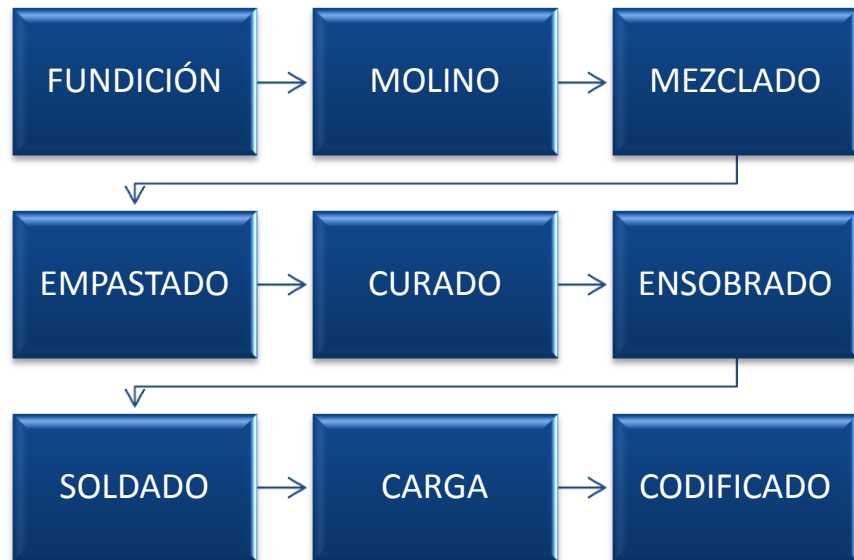 FUNDICIÓN
MOLINO
MEZCLADO
EMPASTADO
CURADO
ENSOBRADO
SOLDADO
CARGA
CODIFICADO